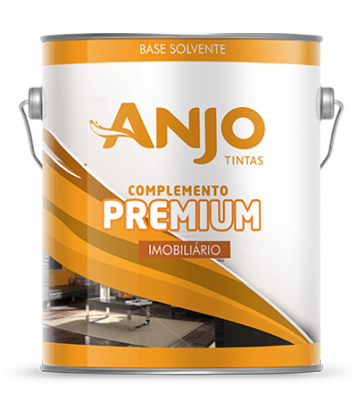 BASE SOLVENTE
ANJO
TINTAS
COMPLEMENTO
PREMIUM
IMOBILIÁRIO